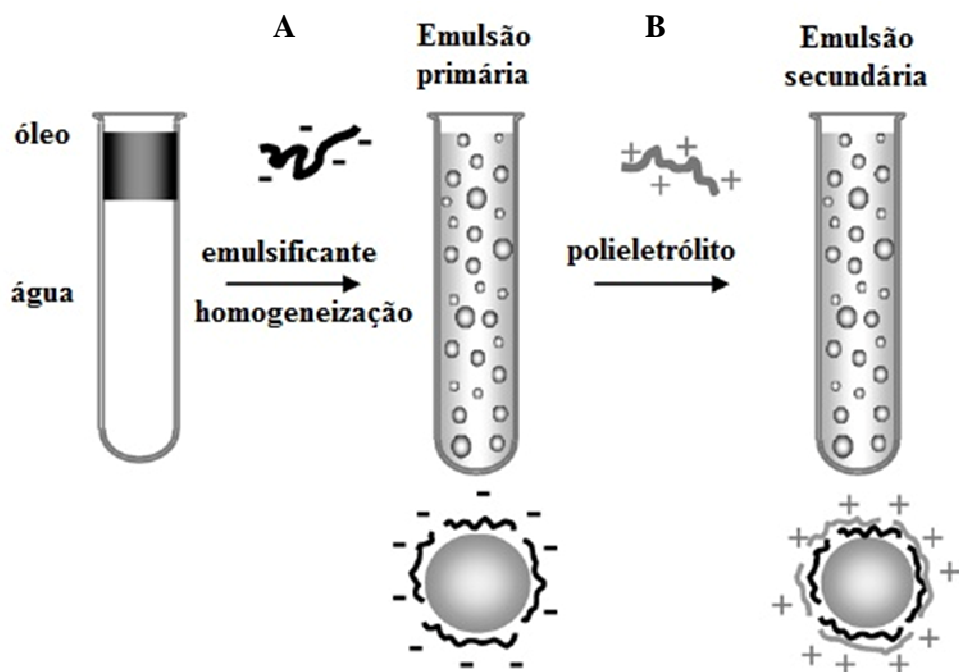 A
B
Emulsão
primária
Emulsão
secundária
óleo
água
emulsificante
homogeneização
polieletrólito